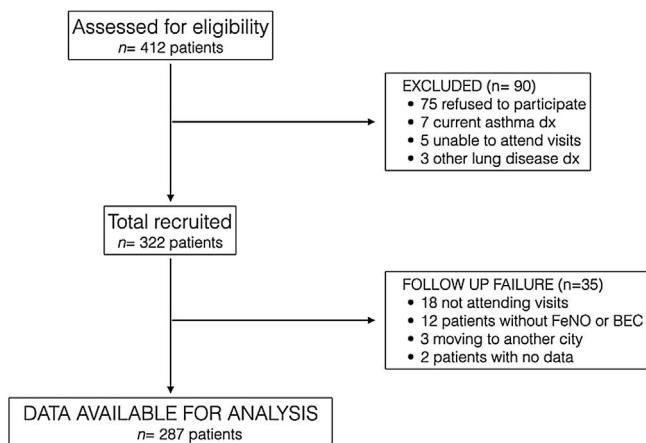 Assessed for eligibility
n= 412 patients
EXCLUDED (n= 90)
• 75 refused to participate
• 7 current asthma dx
• 5 unable to attend visits
• 3 other lung disease dx
Total recruited
n= 322 patients
FOLLOW UP FAILURE (n=35)
• 18 not attending visits
• 12 patients without FeNO or BEC
• 3 moving to another city
• 2 patients with no data
DATA AVAILABLE FOR ANALYSIS
n= 287 patients